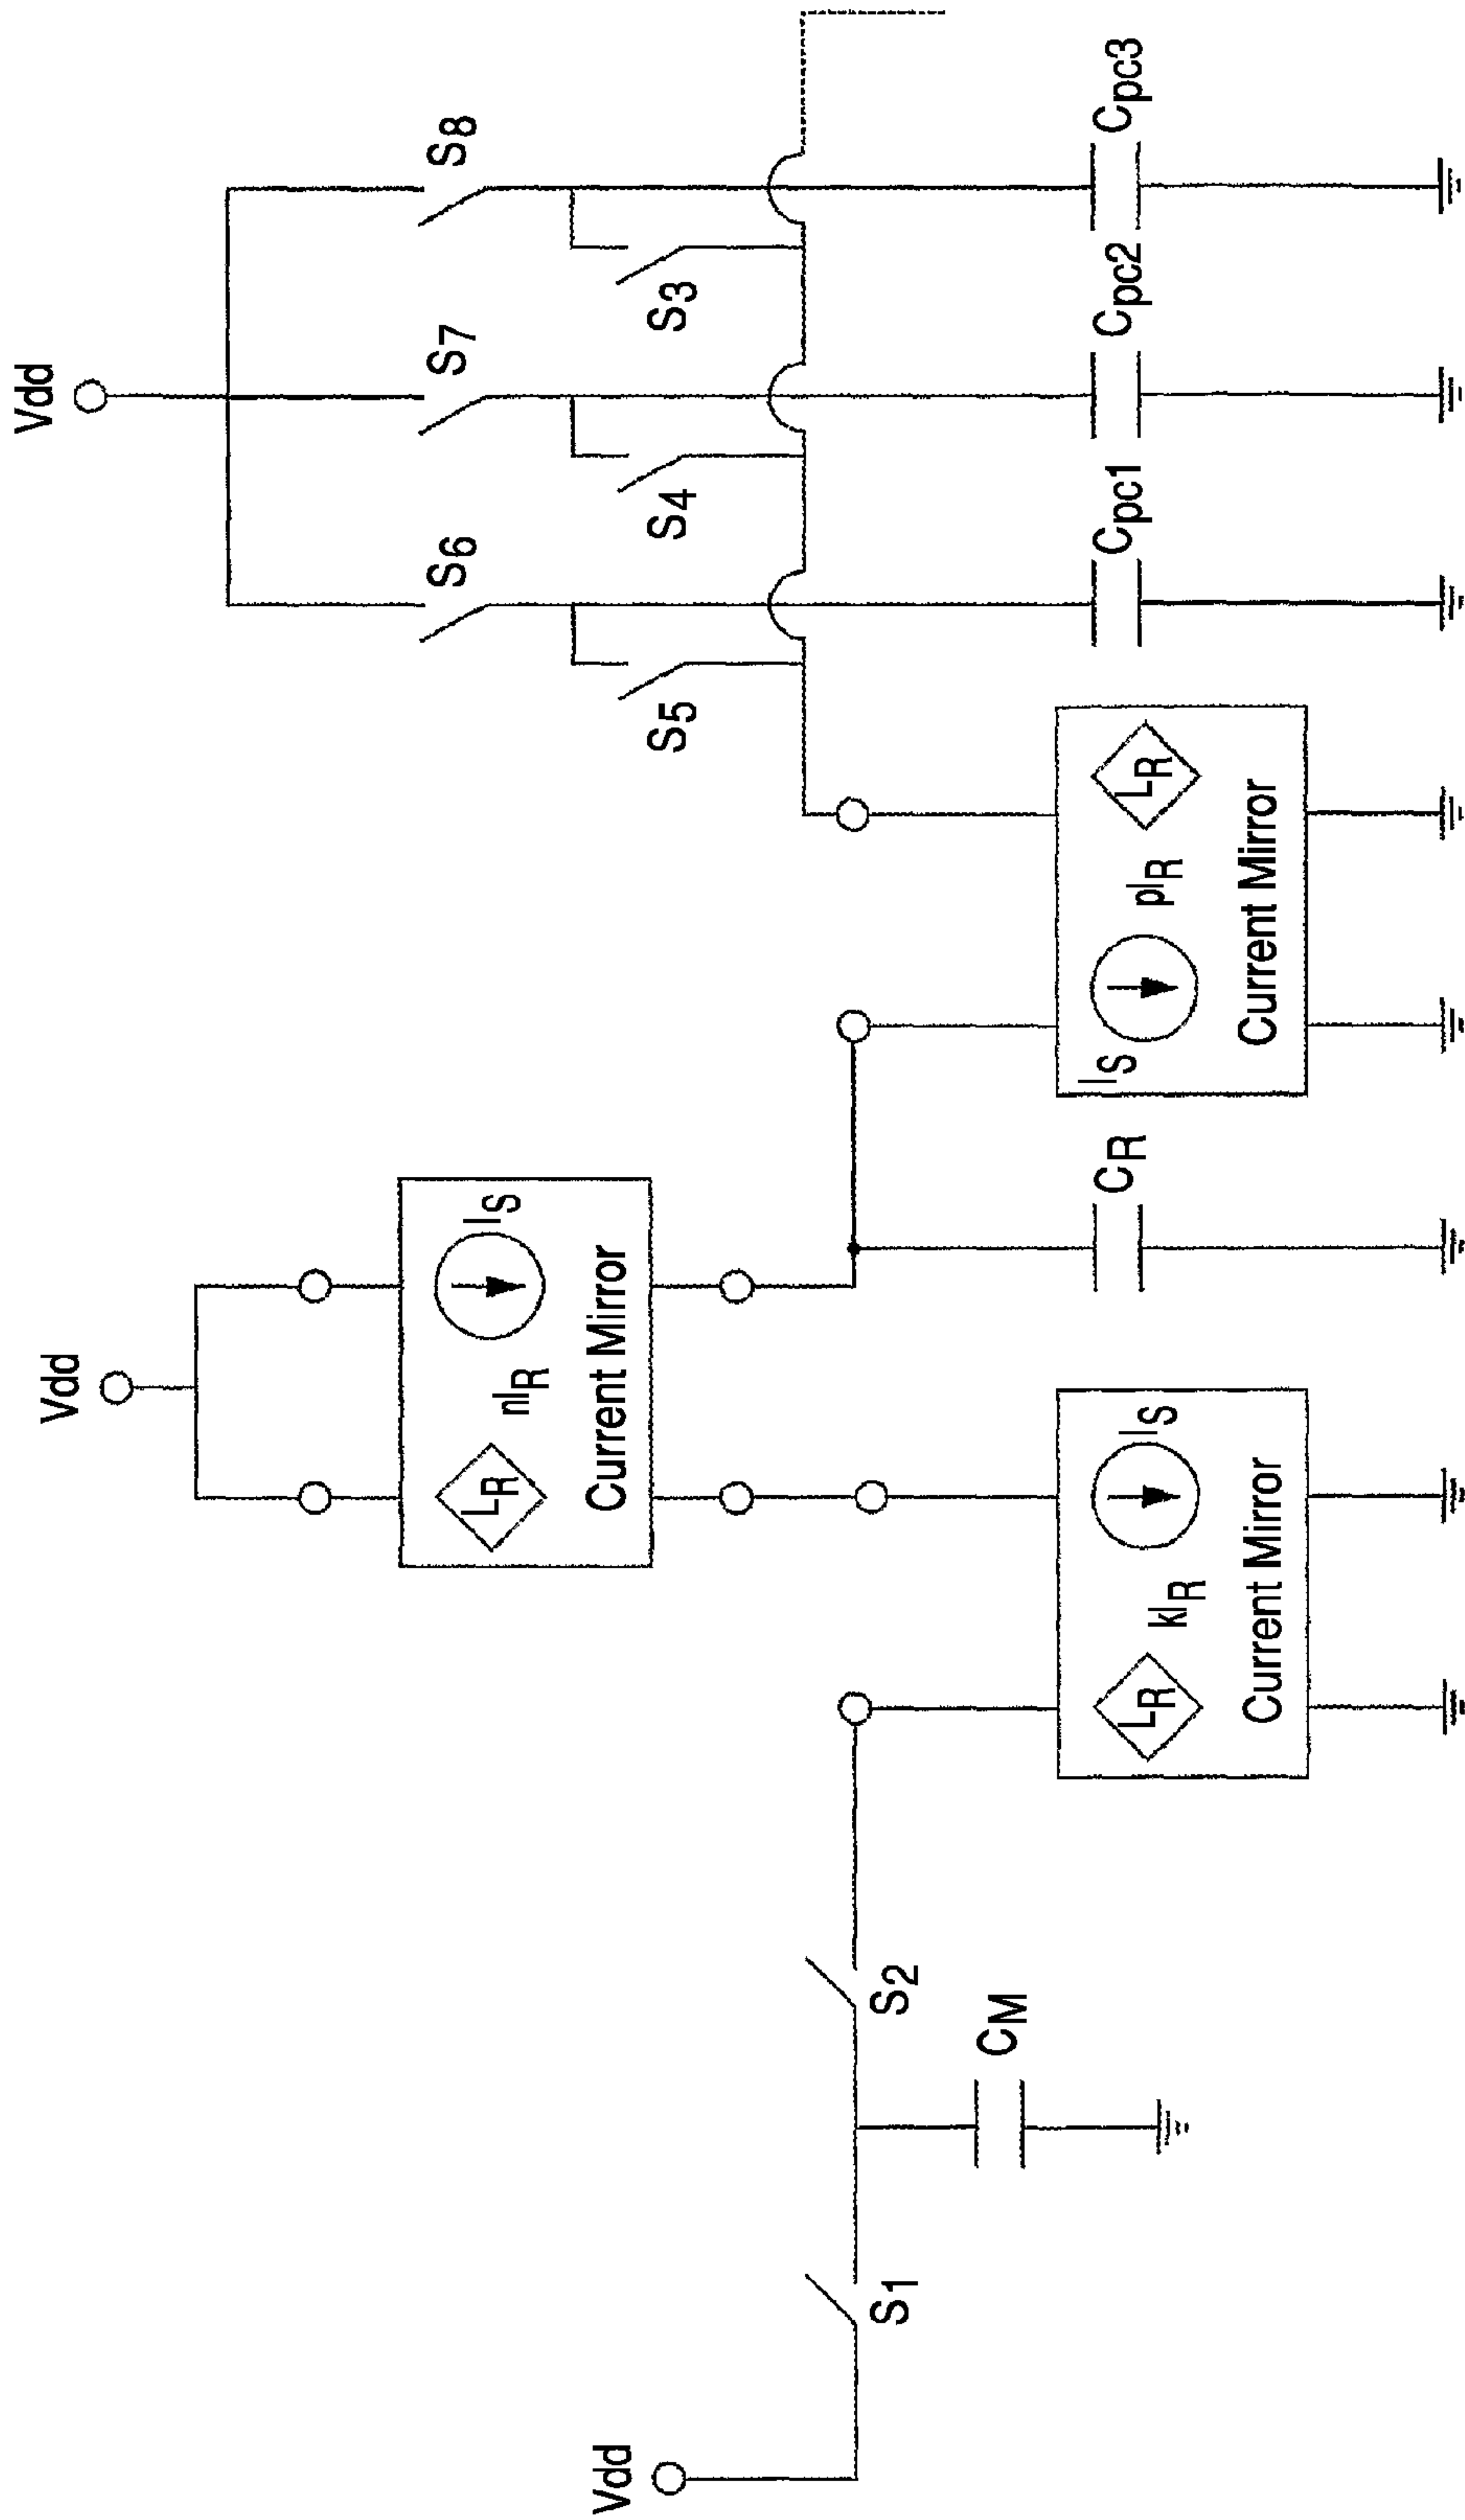 Vdd
S1
CM
S2
LR
kIR
IS
Current Mirror
Vdd
LR
nIR
IS
Current Mirror
CR
IS
pIR
LR
Current Mirror
Vdd
S6
S7
S8
S5
S4
S3
Cpc1
Cpc2
Cpc3